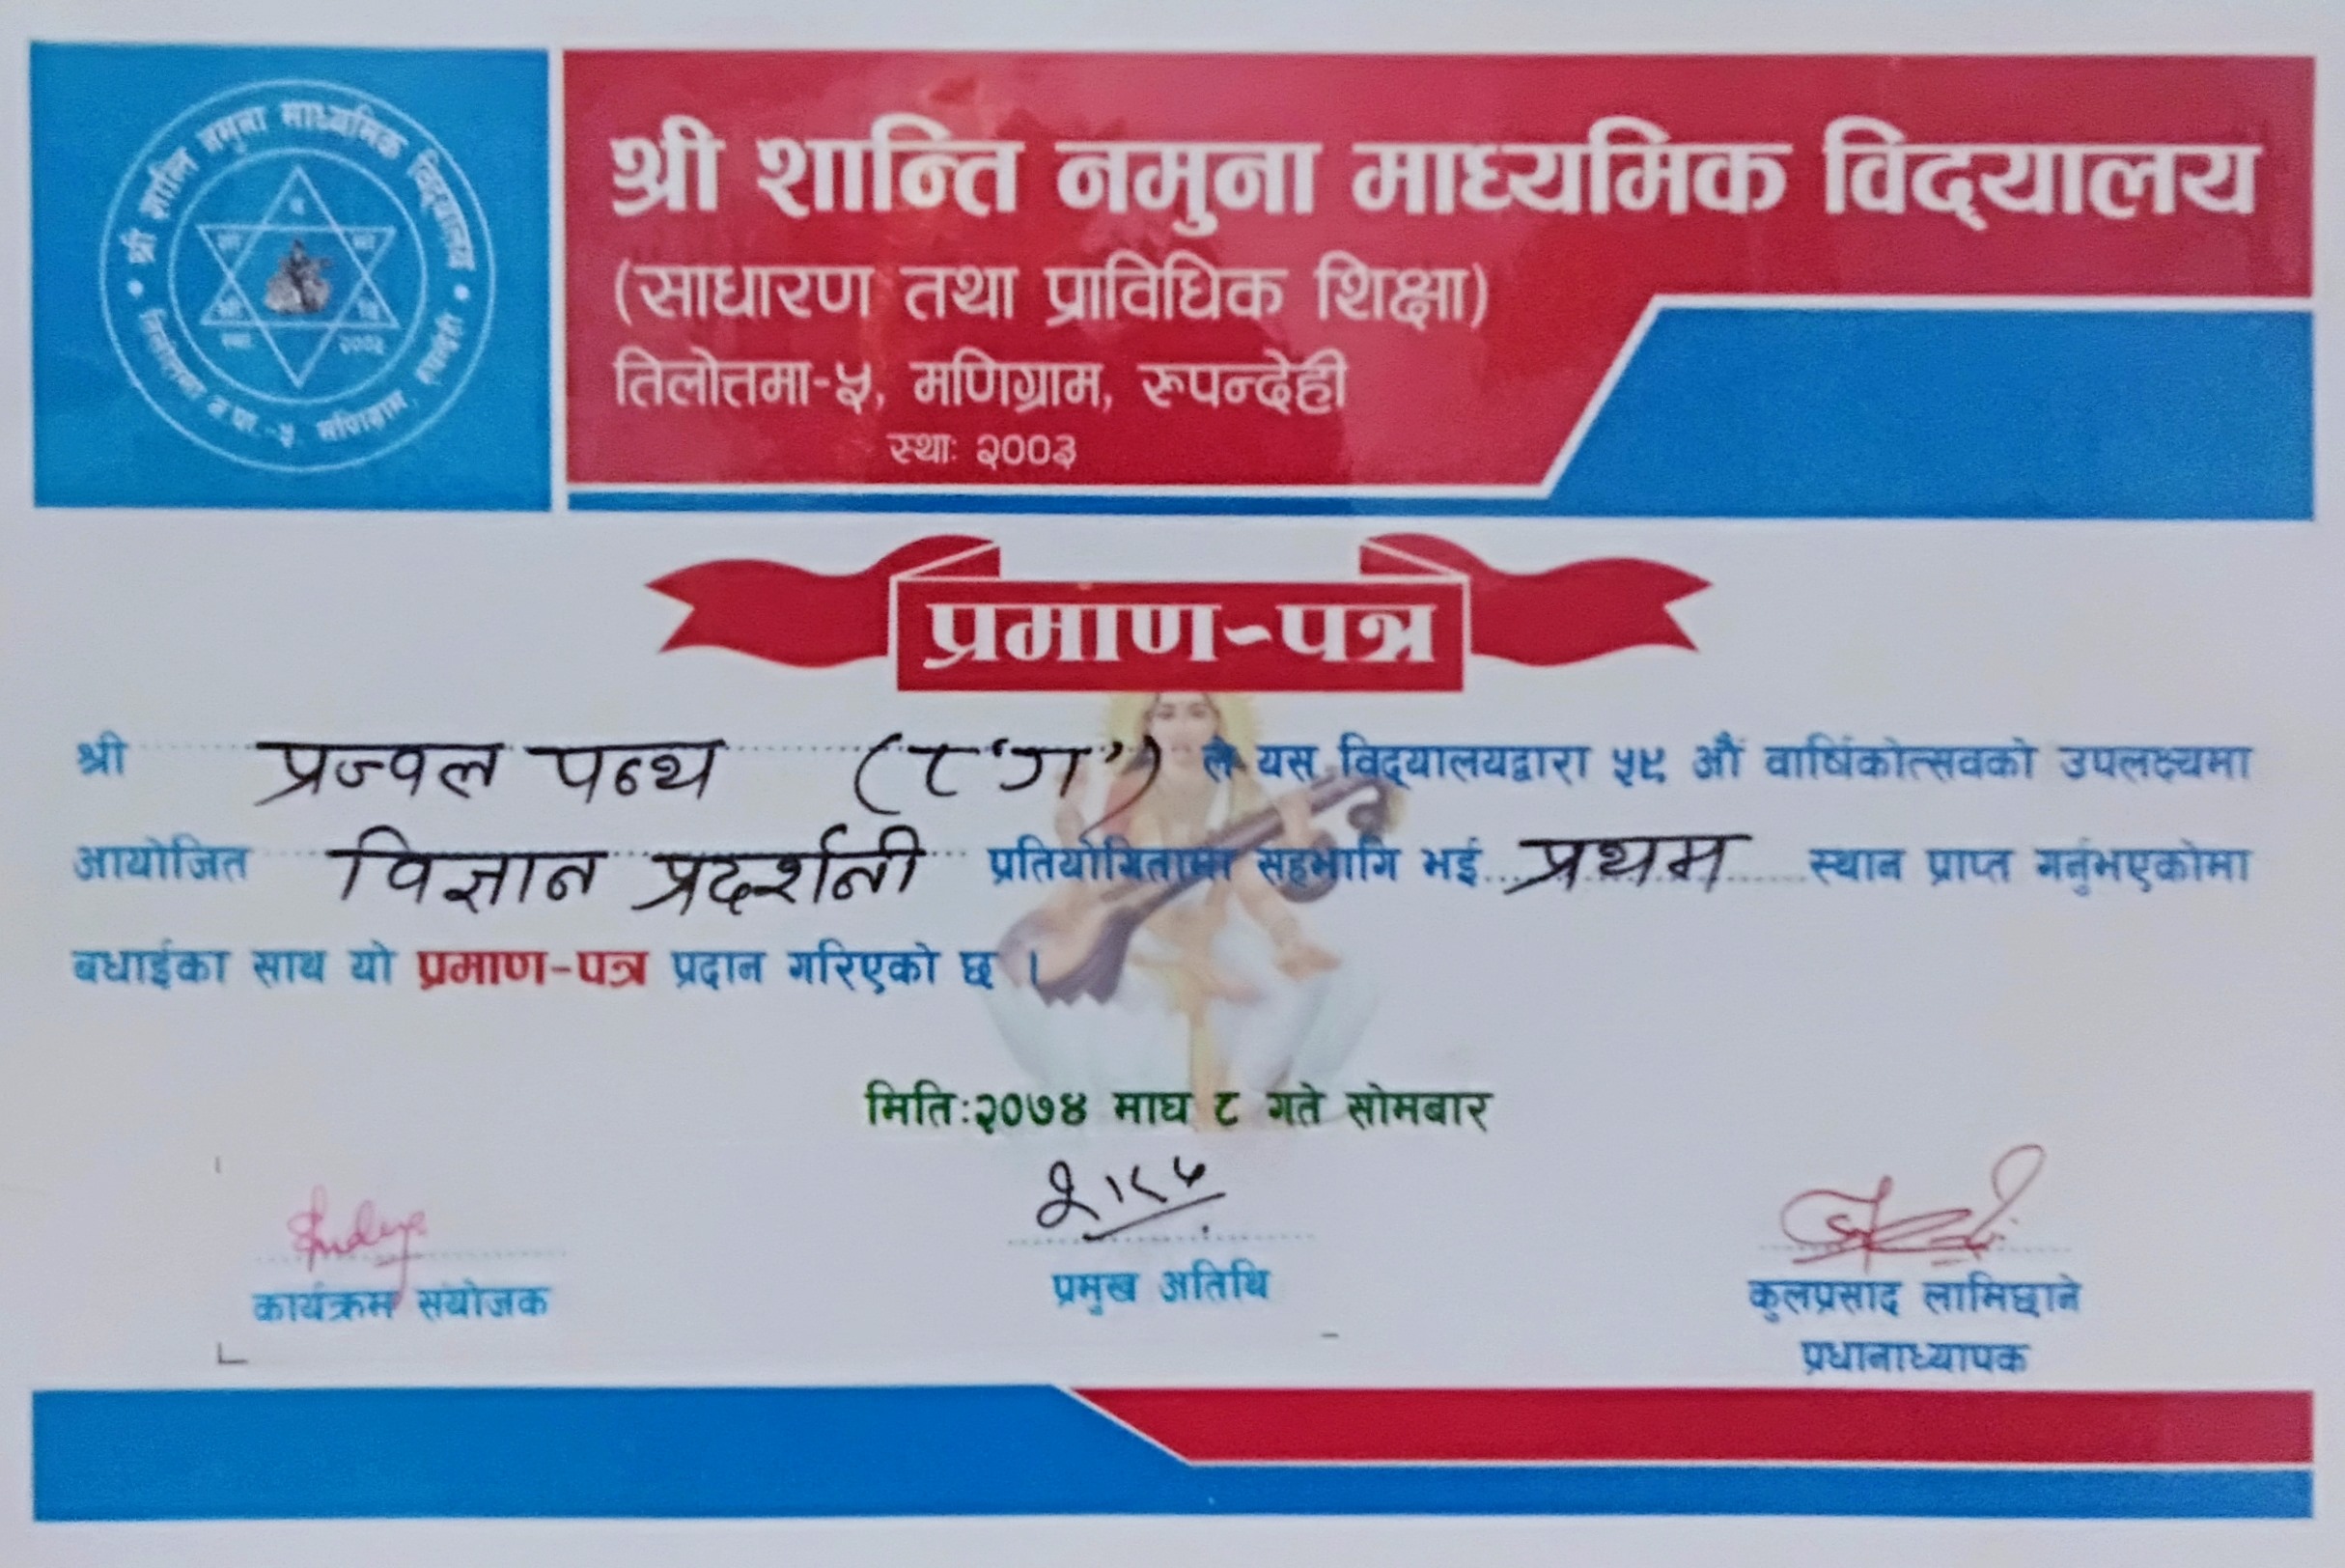 श्री शान्ति नमुना माध्यमिक विद्यालय
श्री शान्ति नमुना माध्यमिक विद्यालय
(साधारण तथा प्राविधिक शिक्षा)
तिलोत्तमा-५, मणिग्राम, रूपन्देही
स्थाः २००३
२००३
तिलोत्तमा न.पा.-५, मणिग्राम, रुपन्देही
प्रमाण-पत्र
श्री प्रज्वल पन्थ (८ 'ग') ले यस विद्यालयद्वारा ५९ औं वार्षिकोत्सवको उपलक्ष्यमा
आयोजित विज्ञान प्रदर्शनी प्रतियोगितामा सहभागि भई प्रथम स्थान प्राप्त गर्नुभएकोमा
बधाईका साथ यो प्रमाण-पत्र प्रदान गरिएको छ ।
मिति:२०७४ माघ ८ गते सोमबार
कार्यक्रम संयोजक
प्रमुख अतिथि
कुलप्रसाद लामिछाने
प्रधानाध्यापक